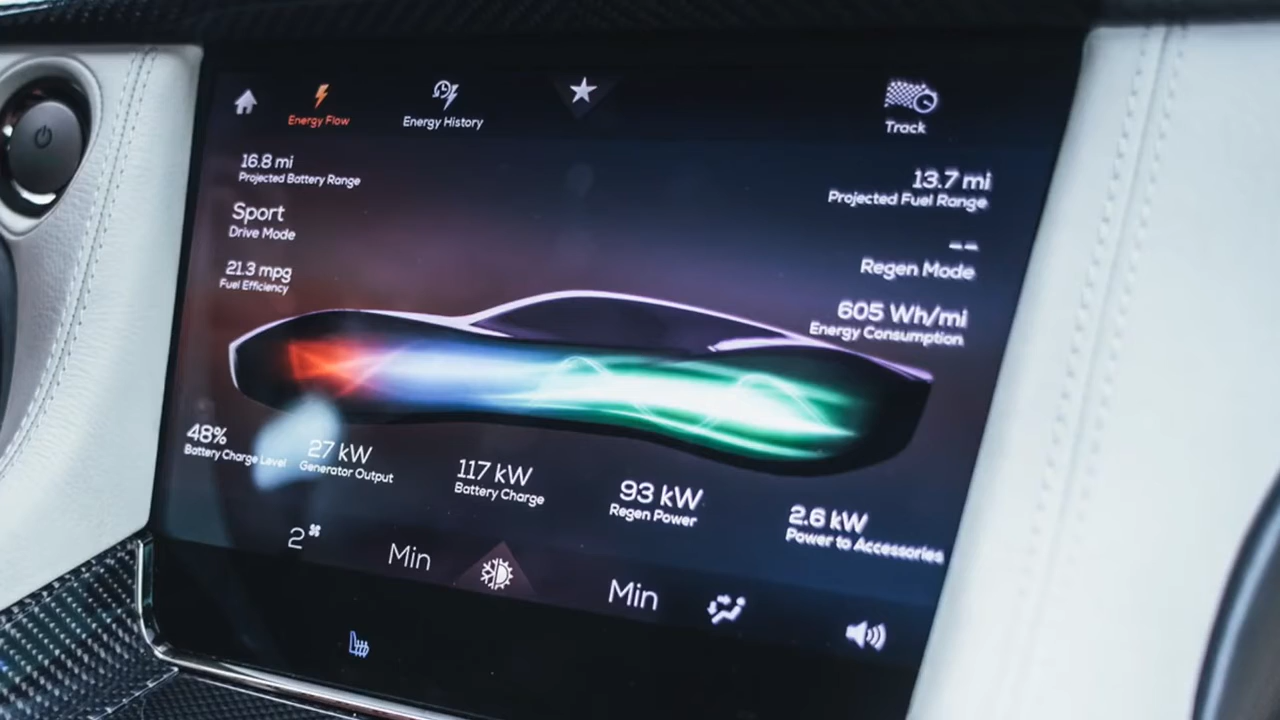 Energy Flow
Energy History
Track
16.8 mi
Projected Battery Range
13.7 mi
Projected Fuel Range
Sport
Drive Mode
--
Regen Mode
21.3 mpg
Fuel Efficiency
605 Wh/mi
Energy Consumption
48%
Battery Charge Level
27 kW
Generator Output
117 kW
Battery Charge
93 kW
Regen Power
2.6 kW
Power to Accessories
2
Min
Min